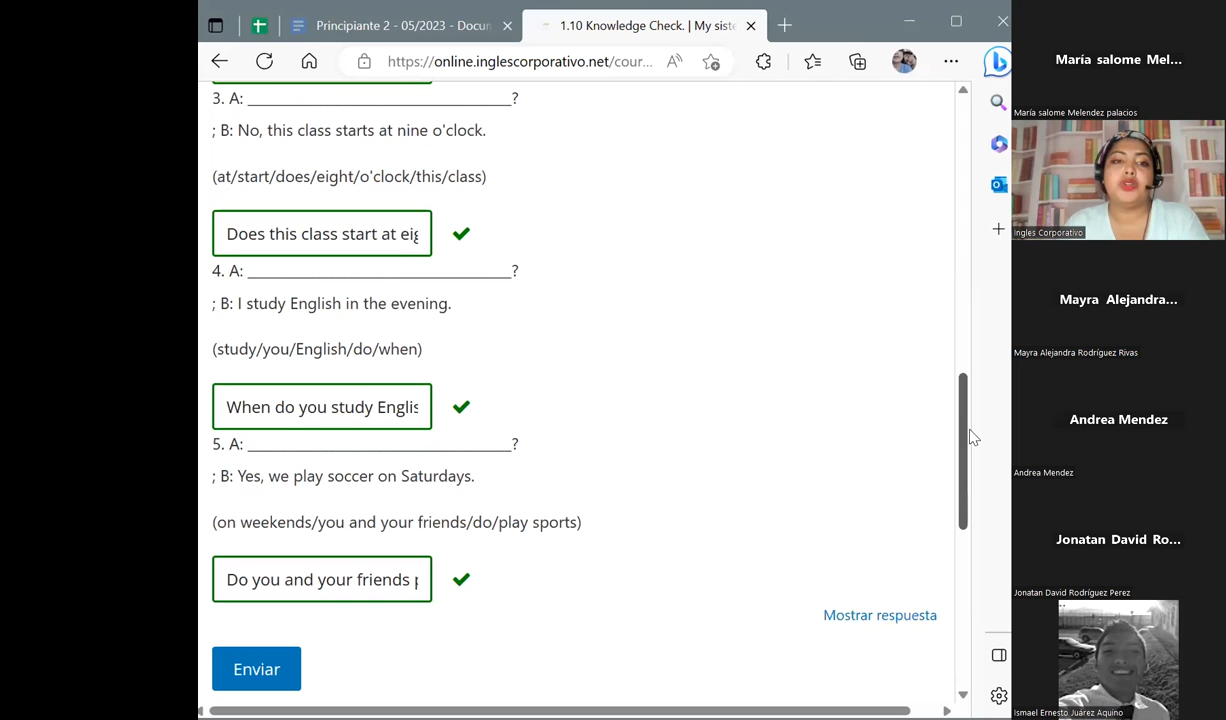 Principiante 2 - 05/2023 - Docun
1.10 Knowledge Check. | My siste
https://online.inglescorporativo.net/cour...
3. A: ______________________________?
; B: No, this class starts at nine o'clock.
(at/start/does/eight/o'clock/this/class)
Does this class start at eig
4. A: ______________________________?
; B: I study English in the evening.
(study/you/English/do/when)
When do you study Englis
5. A: ______________________________?
; B: Yes, we play soccer on Saturdays.
(on weekends/you and your friends/do/play sports)
Do you and your friends p
Mostrar respuesta
Enviar
María salome Mel...
María salome Melendez palacios
Ingles Corporativo
Mayra Alejandra...
Mayra Alejandra Rodríguez Rivas
Andrea Mendez
Andrea Mendez
Jonatan David Ro...
Jonatan David Rodríguez Perez
Ismael Ernesto Juárez Aquino